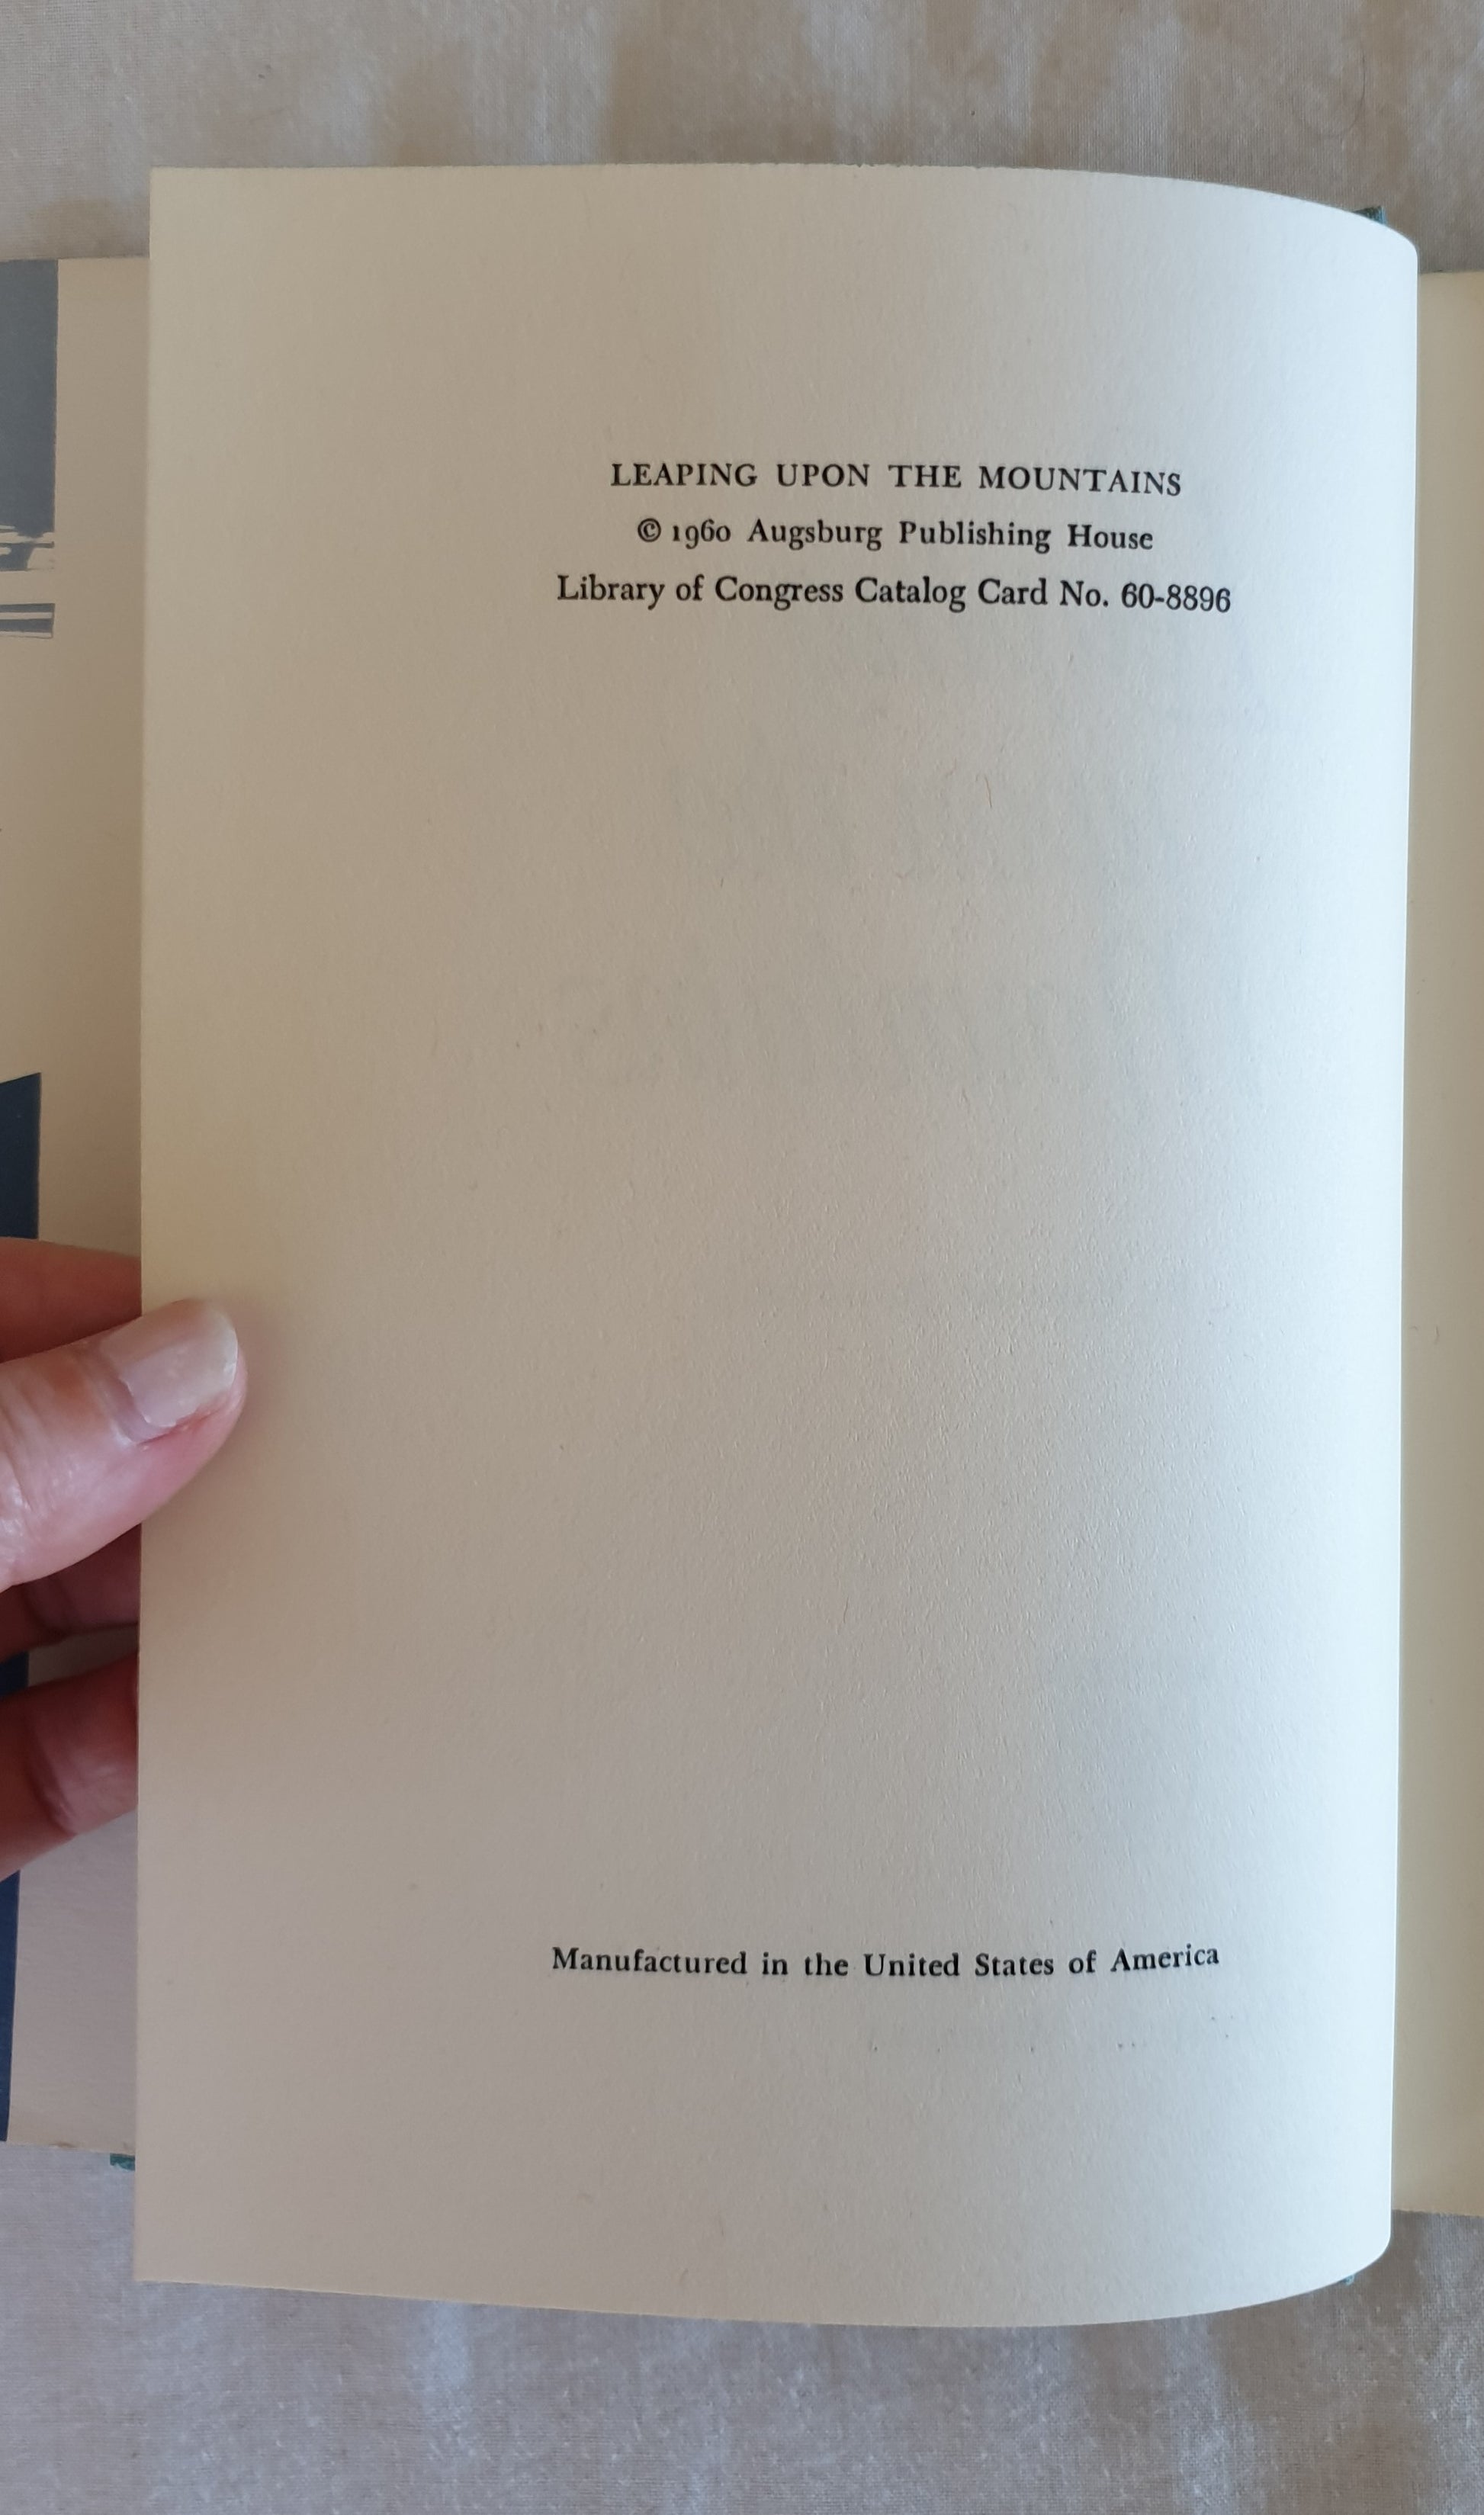 LEAPING UPON THE MOUNTAINS
© 1960 Augsburg Publishing House
Library of Congress Catalog Card No. 60-8896
Manufactured in the United States of America